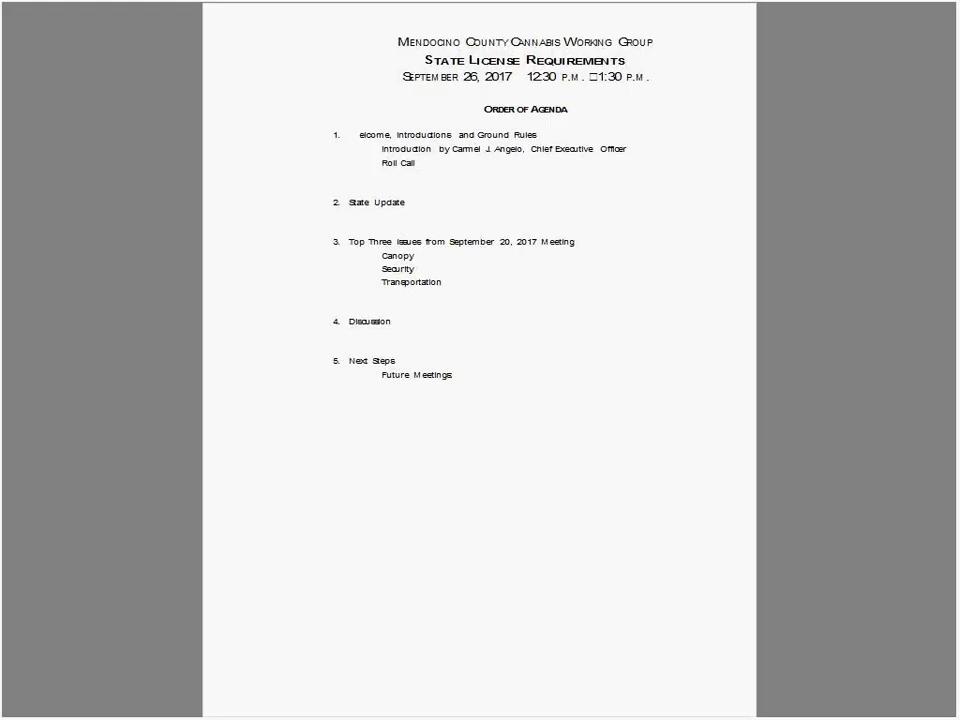 MENDOCINO COUNTY CANNABIS WORKING GROUP
STATE LICENSE REQUIREMENTS
SEPTEMBER 26, 2017 12:30 P.M. □1:30 P.M.
ORDER OF AGENDA
1. elcome, Introductions and Ground Rules
Introduction by Carmel J. Angelo, Chief Executive Officer
Roll Call
2. State Update
3. Top Three Issues from September 20, 2017 Meeting
Canopy
Security
Transportation
4. Discussion
5. Next Steps
Future Meetings